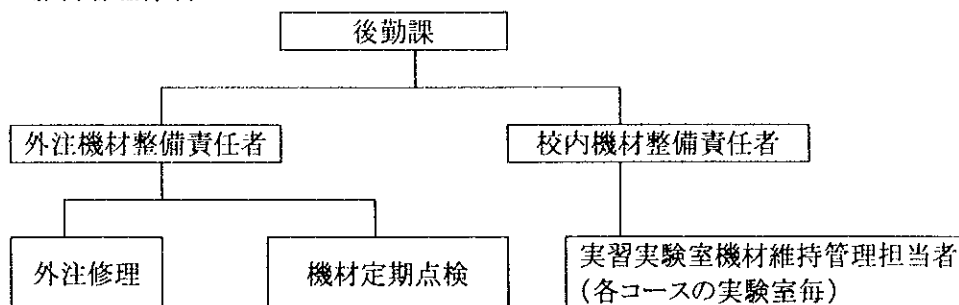 後勤課
外注機材整備責任者
校内機材整備責任者
外注修理
機材定期点検
実習実験室機材維持管理担当者
(各コースの実験室毎)